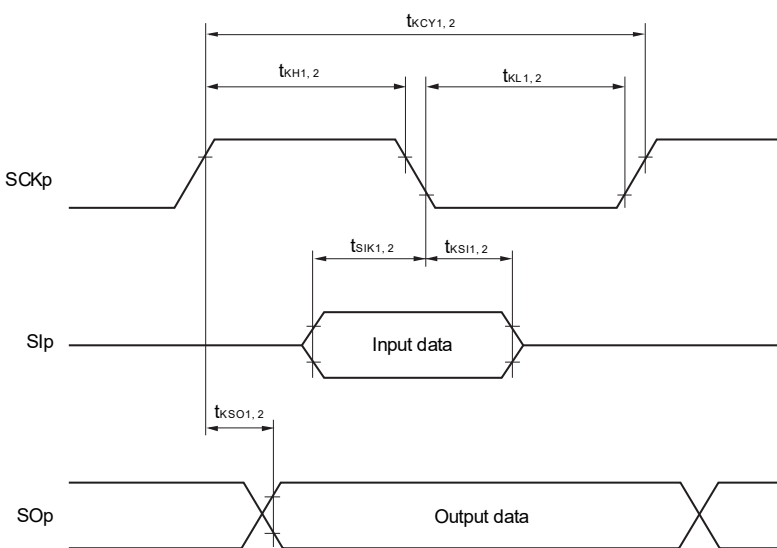 tKCY1, 2
tKH1, 2
tKL1, 2
SCKp
tSIK1, 2
tKSI1, 2
SIp
Input data
tKSO1, 2
SOp
Output data